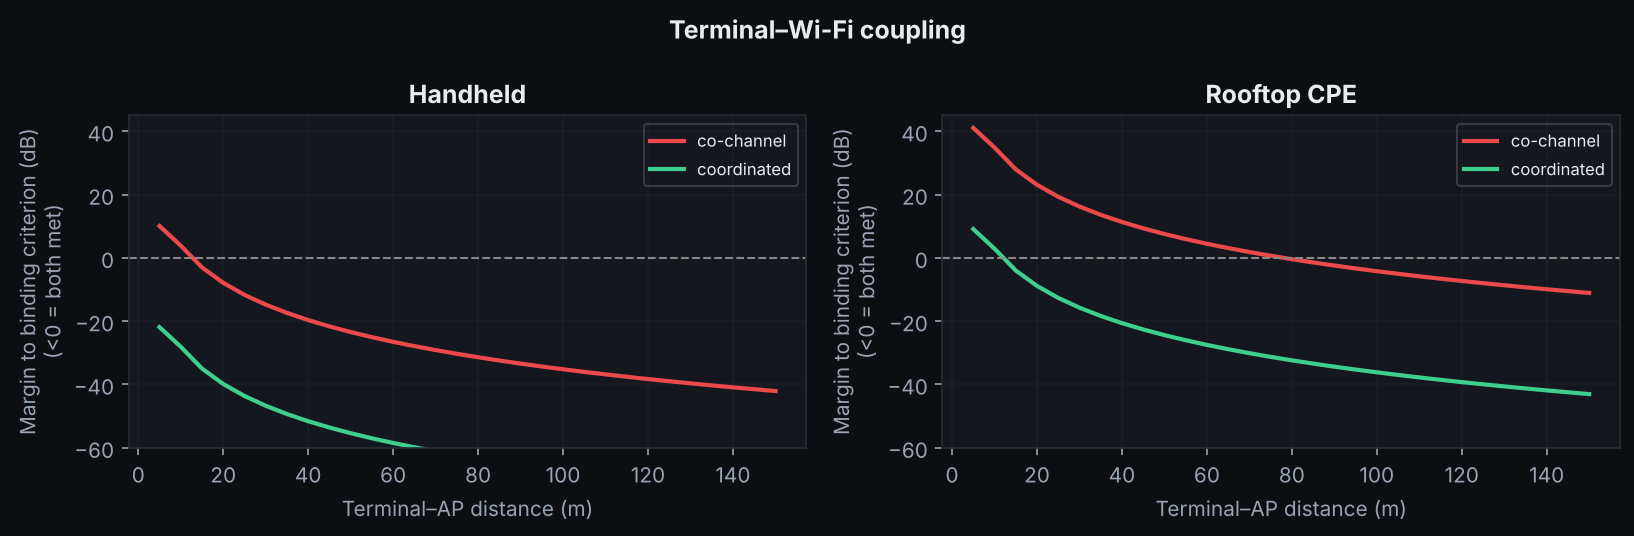 Terminal–Wi-Fi coupling
Handheld
Margin to binding criterion (dB)
(<0 = both met)
40
20
0
−20
−40
−60
co-channel
coordinated
0
20
40
60
80
100
120
140
Terminal–AP distance (m)
Rooftop CPE
Margin to binding criterion (dB)
(<0 = both met)
40
20
0
−20
−40
−60
co-channel
coordinated
0
20
40
60
80
100
120
140
Terminal–AP distance (m)